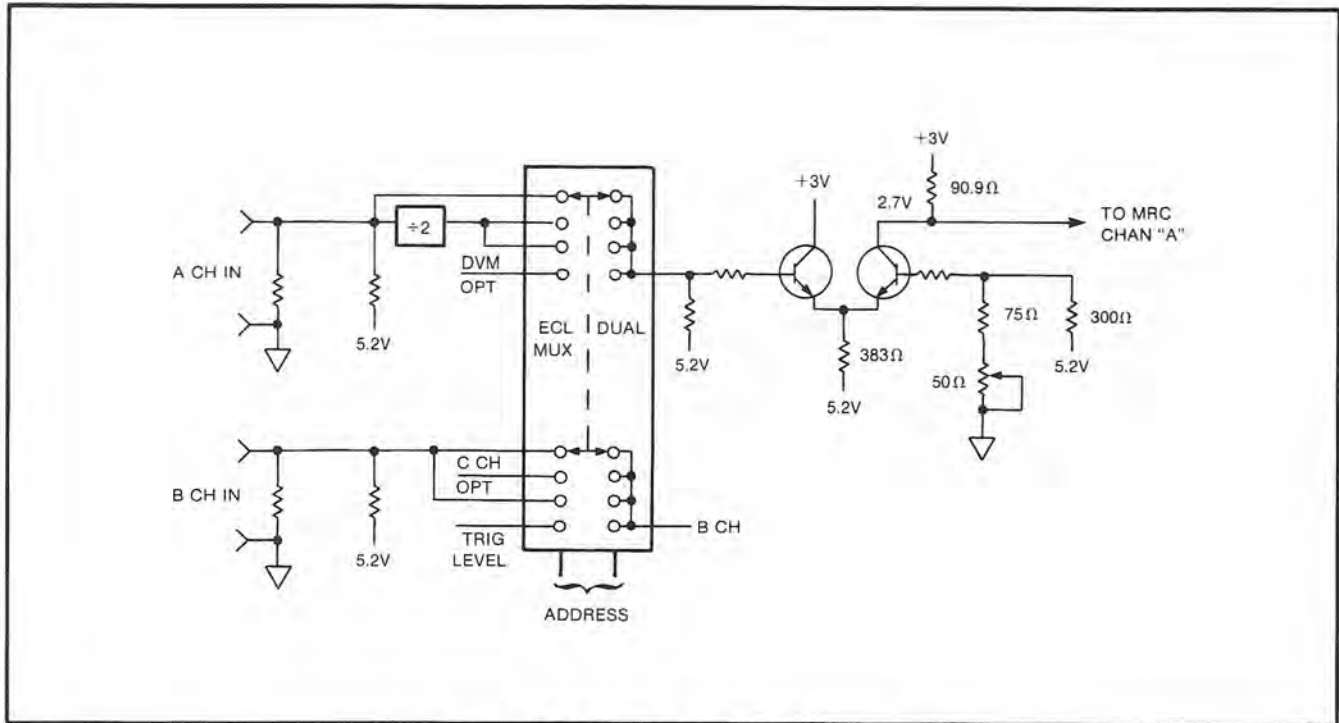 +3V
+3V
90.9Ω
2.7V
TO MRC
CHAN "A"
÷2
A CH IN
DVM
OPT
ECL
MUX
DUAL
5.2V
5.2V
383Ω
5.2V
75Ω
300Ω
5.2V
50Ω
B CH IN
C CH
OPT
5.2V
TRIG
LEVEL
B CH
ADDRESS